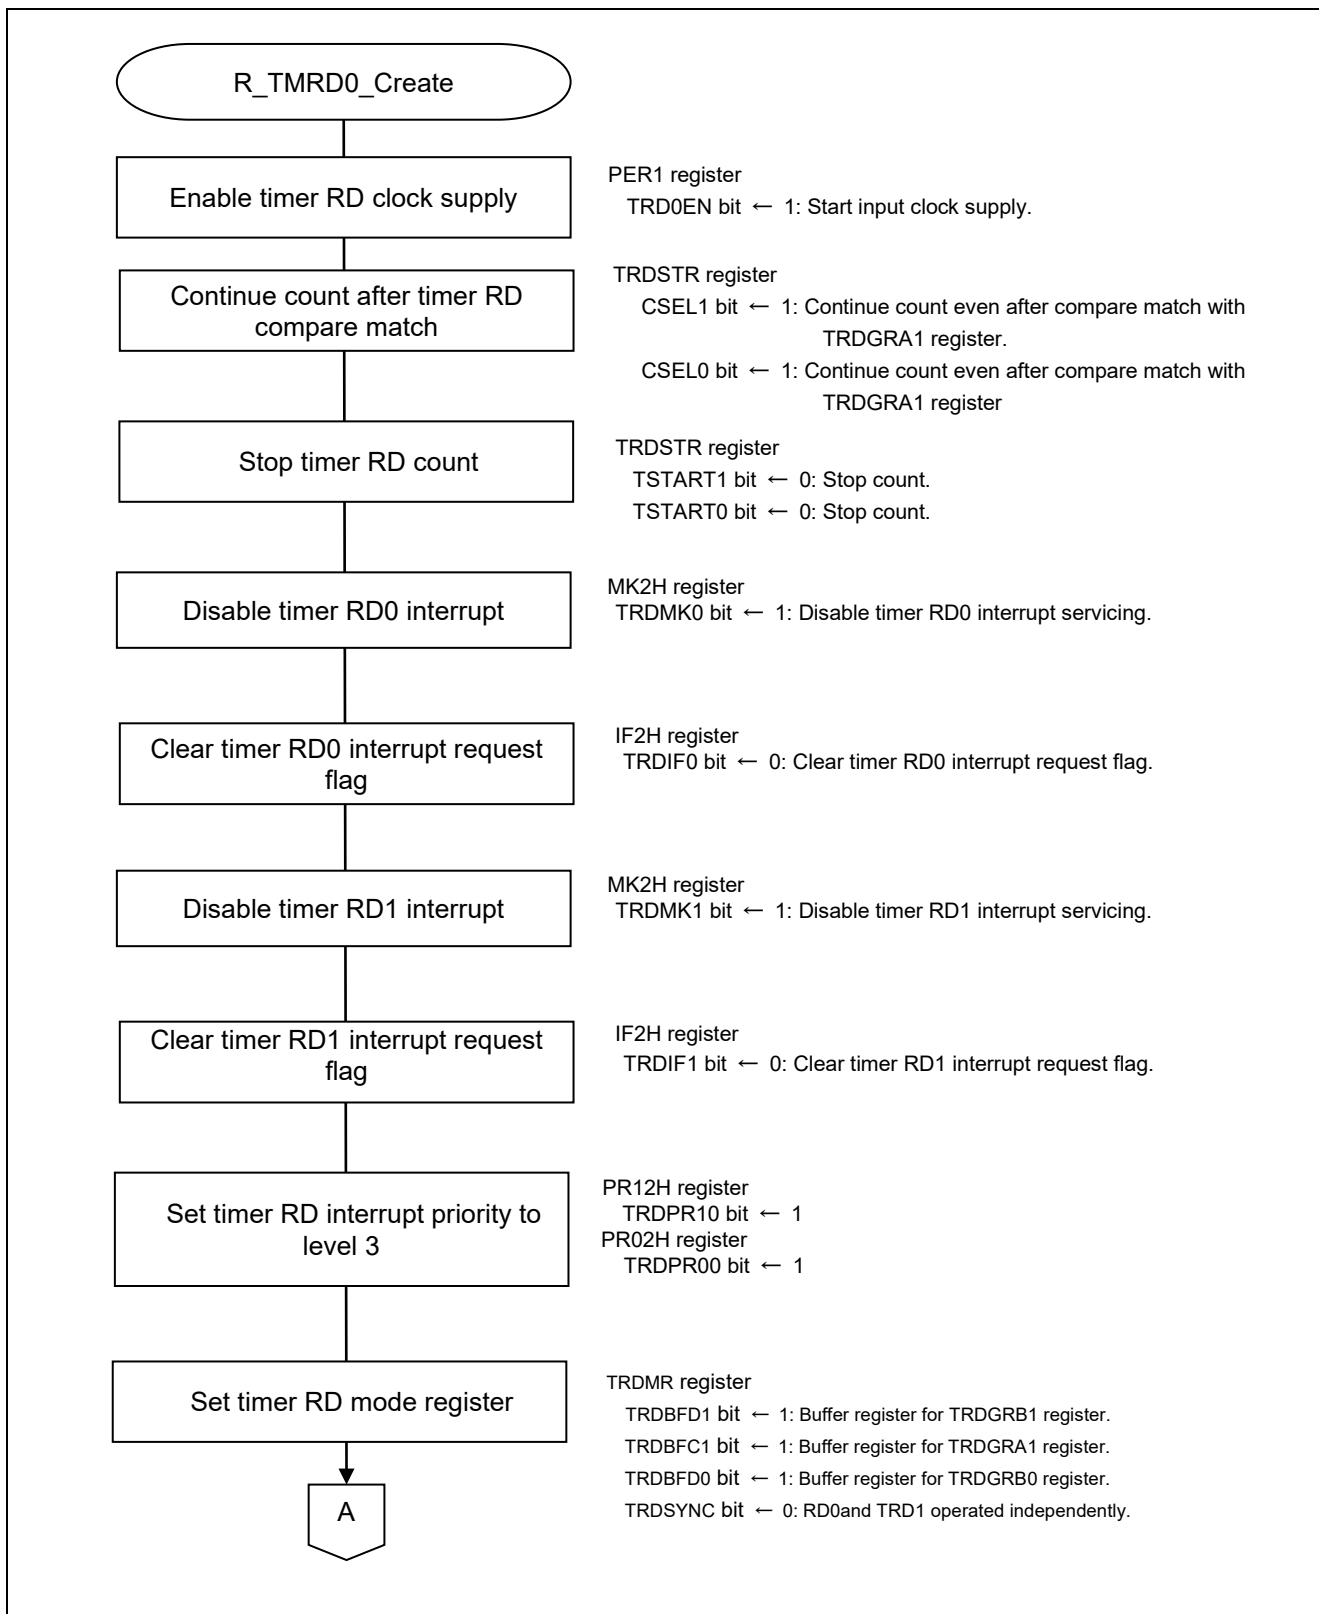 R_TMRD0_Create
Enable timer RD clock supply
PER1 register
TRD0EN bit ← 1: Start input clock supply.
Continue count after timer RD
compare match
TRDSTR register
CSEL1 bit ← 1: Continue count even after compare match with
TRDGRA1 register.
CSEL0 bit ← 1: Continue count even after compare match with
TRDGRA1 register
Stop timer RD count
TRDSTR register
TSTART1 bit ← 0: Stop count.
TSTART0 bit ← 0: Stop count.
Disable timer RD0 interrupt
MK2H register
TRDMK0 bit ← 1: Disable timer RD0 interrupt servicing.
Clear timer RD0 interrupt request
flag
IF2H register
TRDIF0 bit ← 0: Clear timer RD0 interrupt request flag.
Disable timer RD1 interrupt
MK2H register
TRDMK1 bit ← 1: Disable timer RD1 interrupt servicing.
Clear timer RD1 interrupt request
flag
IF2H register
TRDIF1 bit ← 0: Clear timer RD1 interrupt request flag.
Set timer RD interrupt priority to
level 3
PR12H register
TRDPR10 bit ← 1
PR02H register
TRDPR00 bit ← 1
Set timer RD mode register
TRDMR register
TRDBFD1 bit ← 1: Buffer register for TRDGRB1 register.
TRDBFC1 bit ← 1: Buffer register for TRDGRA1 register.
TRDBFD0 bit ← 1: Buffer register for TRDGRB0 register.
TRDSYNC bit ← 0: RD0and TRD1 operated independently.
A